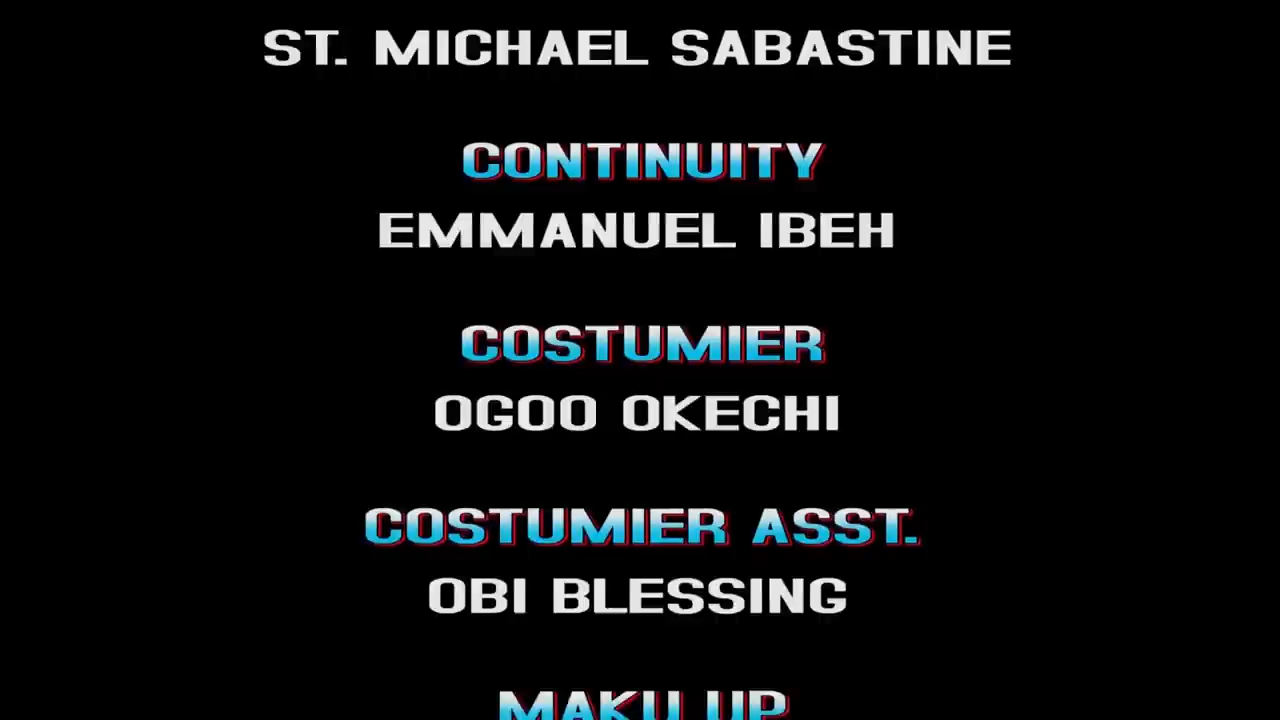 ST. MICHAEL SABASTINE
CONTINUITY
EMMANUEL IBEH
COSTUMIER
OGOO OKECHI
COSTUMIER ASST.
OBI BLESSING
MAKU UP